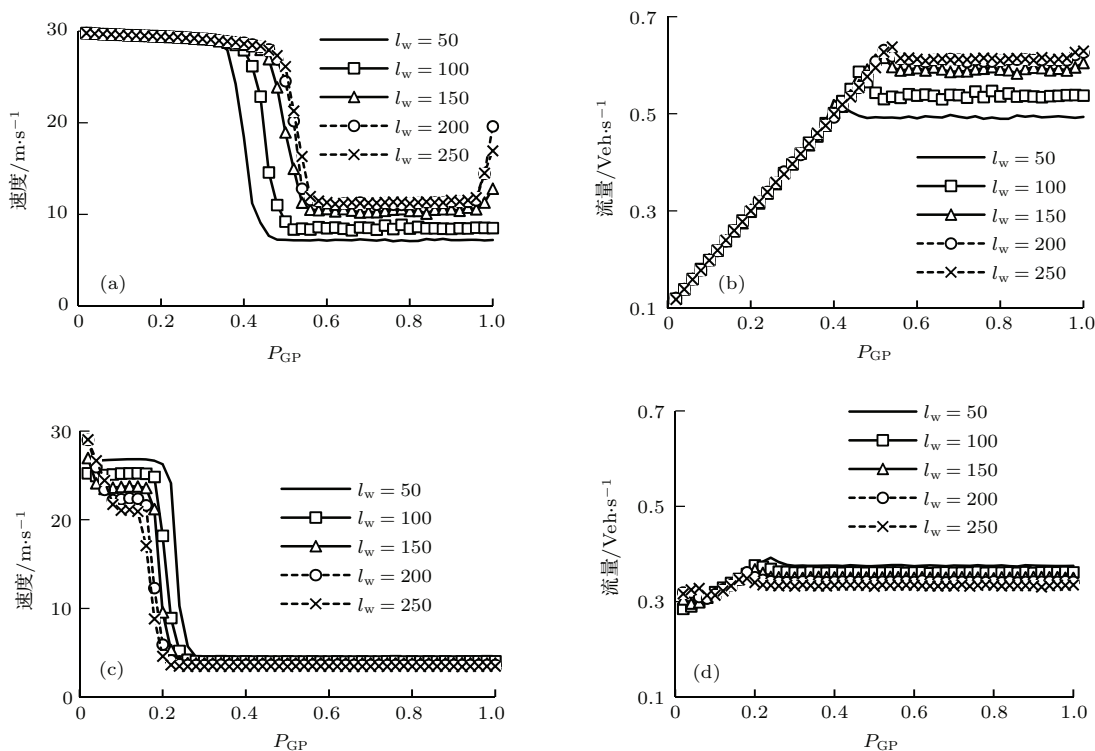 30
20
10
0
速度/m·s⁻¹
l_w = 50
l_w = 100
l_w = 150
l_w = 200
l_w = 250
(a)
0 0.2 0.4 0.6 0.8 1.0
P_GP
0.7
0.5
0.3
0.1
流量/Veh·s⁻¹
l_w = 50
l_w = 100
l_w = 150
l_w = 200
l_w = 250
(b)
0 0.2 0.4 0.6 0.8 1.0
P_GP
30
20
10
0
速度/m·s⁻¹
l_w = 50
l_w = 100
l_w = 150
l_w = 200
l_w = 250
(c)
0 0.2 0.4 0.6 0.8 1.0
P_GP
0.7
0.5
0.3
0.1
流量/Veh·s⁻¹
l_w = 50
l_w = 100
l_w = 150
l_w = 200
l_w = 250
(d)
0 0.2 0.4 0.6 0.8 1.0
P_GP